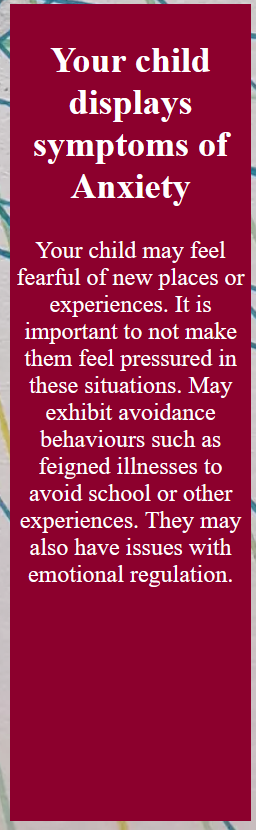 Your child
displays
symptoms of
Anxiety
Your child may feel
fearful of new places or
experiences. It is
important to not make
them feel pressured in
these situations. May
exhibit avoidance
behaviours such as
feigned illnesses to
avoid school or other
experiences. They may
also have issues with
emotional regulation.